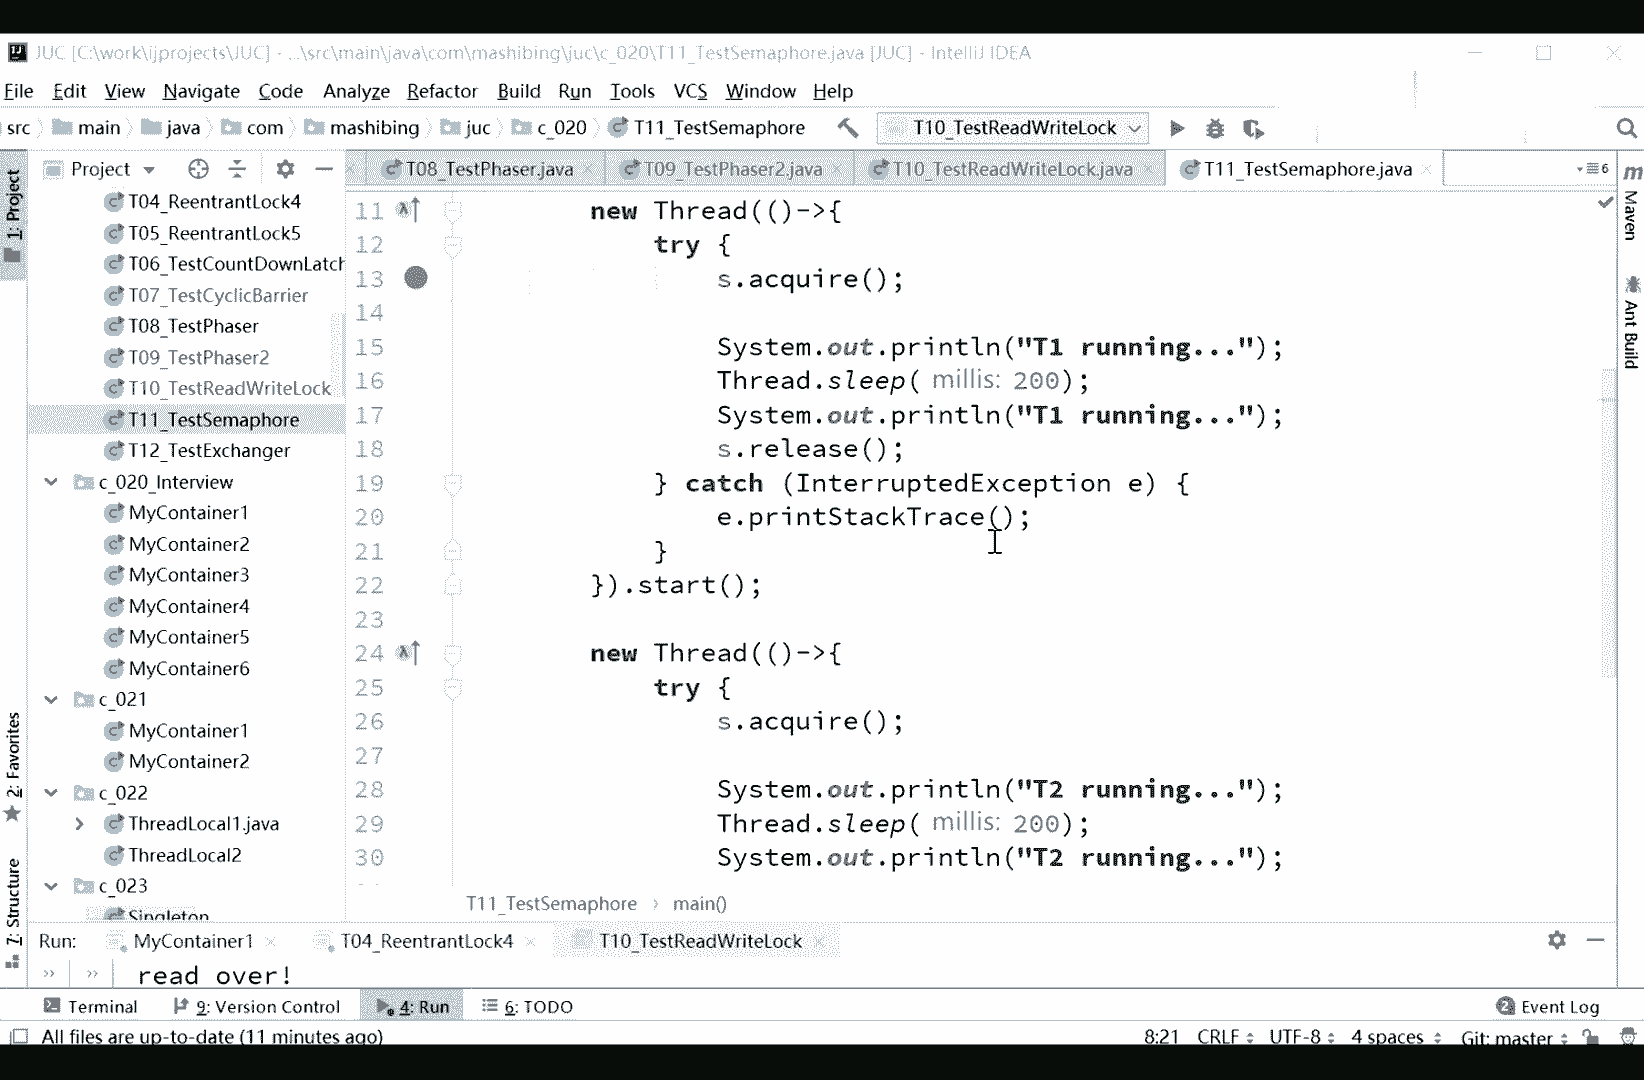 JUC [C:\work\ijprojects\JUC] - ...\src\main\java\com\mashibing\juc\c_020\T11_TestSemaphore.java [JUC] - IntelliJ IDEA
File Edit View Navigate Code Analyze Refactor Build Run Tools VCS Window Help
src main java com mashibing juc c_020 T11_TestSemaphore T10_TestReadWriteLock
Project T08_TestPhaser.java T09_TestPhaser2.java T10_TestReadWriteLock.java T11_TestSemaphore.java 6
1: Project
2: Favorites
7: Structure
T04_ReentrantLock4
T05_ReentrantLock5
T06_TestCountDownLatch
T07_TestCyclicBarrier
T08_TestPhaser
T09_TestPhaser2
T10_TestReadWriteLock
T11_TestSemaphore
T12_TestExchanger
c_020_Interview
MyContainer1
MyContainer2
MyContainer3
MyContainer4
MyContainer5
MyContainer6
c_021
MyContainer1
MyContainer2
c_022
ThreadLocal1.java
ThreadLocal2
c_023
Singleton
11 new Thread(()->{
12 try {
13 s.acquire();
14
15 System.out.println("T1 running...");
16 Thread.sleep( millis: 200);
17 System.out.println("T1 running...");
18 s.release();
19 } catch (InterruptedException e) {
20 e.printStackTrace();
21 }
22 }).start();
23
24 new Thread(()->{
25 try {
26 s.acquire();
27
28 System.out.println("T2 running...");
29 Thread.sleep( millis: 200);
30 System.out.println("T2 running...");
T11_TestSemaphore main()
m
Maven
Ant Build
Run: MyContainer1 T04_ReentrantLock4 T10_TestReadWriteLock
read over!
Terminal 9: Version Control 4: Run 6: TODO 2 Event Log
All files are up-to-date (11 minutes ago) 8:21 CRLF UTF-8 4 spaces Git: master